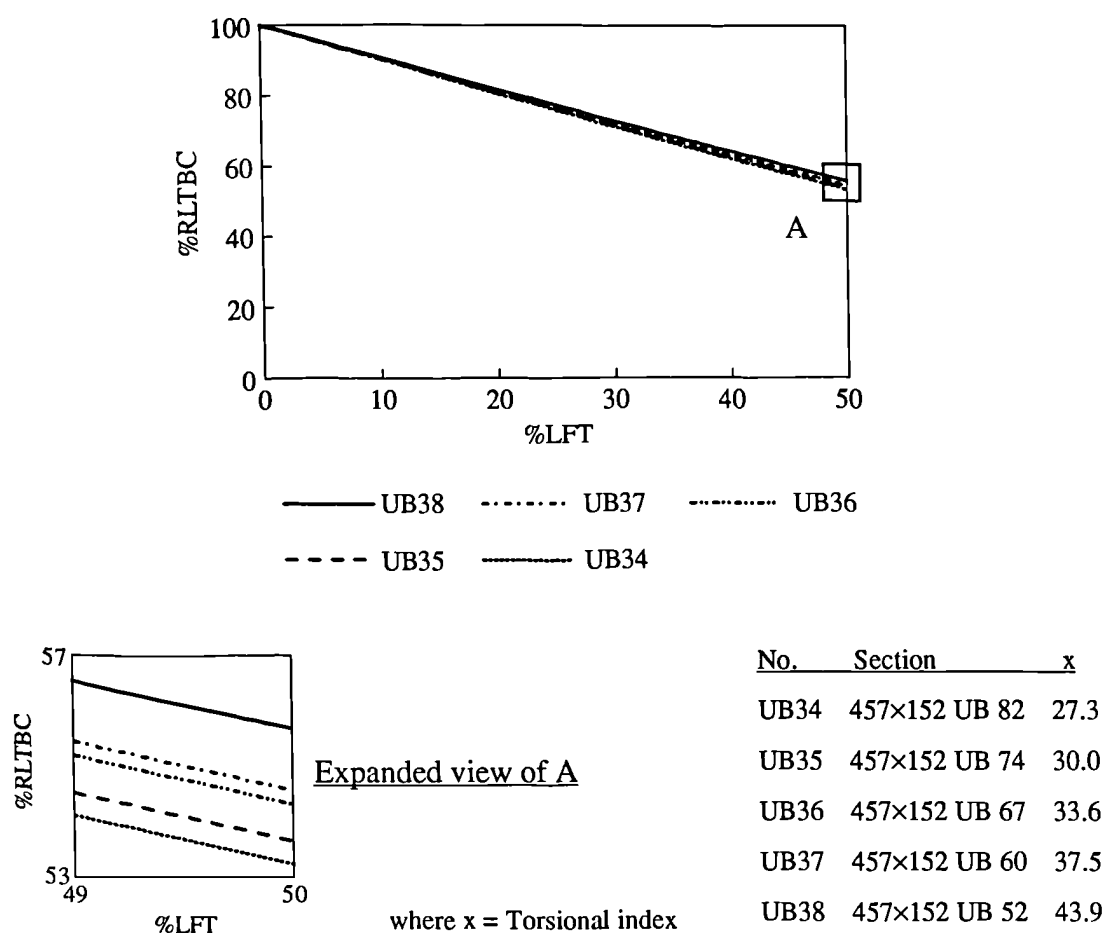 100
80
60
40
20
0
%RLTBC
A
0 10 20 30 40 50
%LFT
UB38 UB37 UB36
UB35 UB34
57
53
%RLTBC
49 50
%LFT
Expanded view of A
where x = Torsional index
No. Section x
UB34 457×152 UB 82 27.3
UB35 457×152 UB 74 30.0
UB36 457×152 UB 67 33.6
UB37 457×152 UB 60 37.5
UB38 457×152 UB 52 43.9